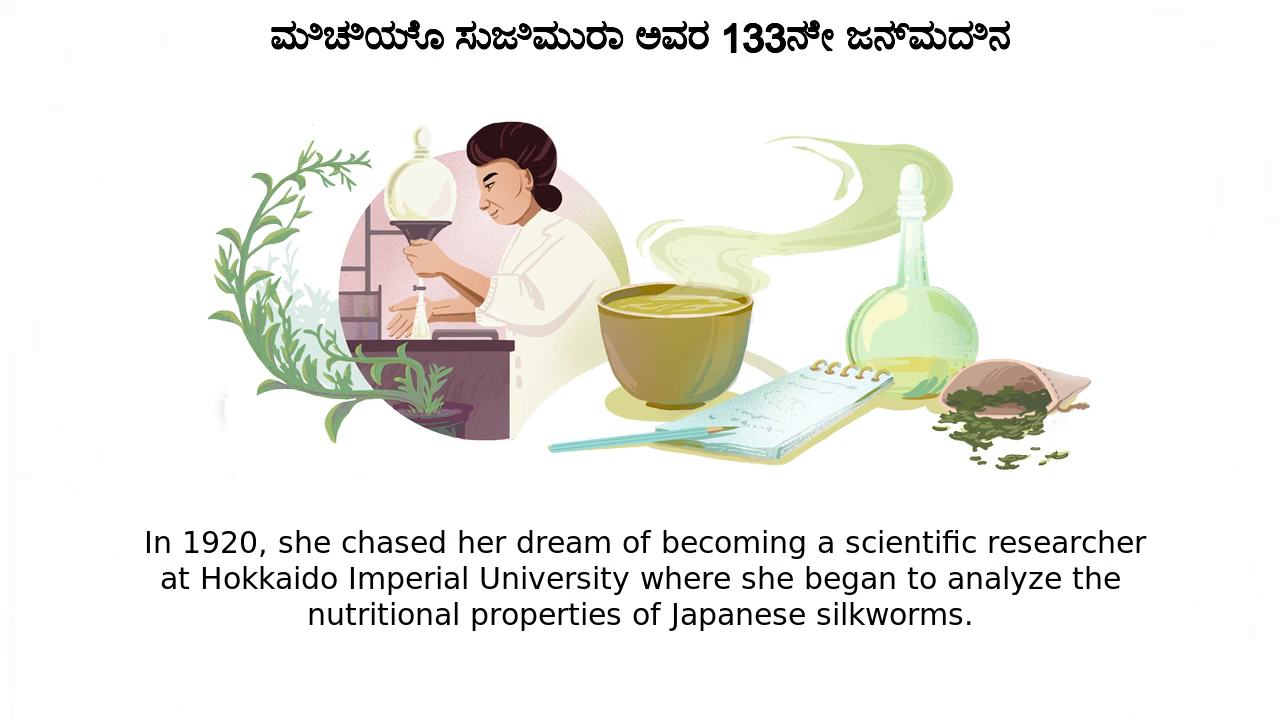 ಮಿಚಿಯೊ ಸುಜಿಮುರಾ ಅವರ 133ನೇ ಜನ್ಮದಿನ
In 1920, she chased her dream of becoming a scientific researcher
at Hokkaido Imperial University where she began to analyze the
nutritional properties of Japanese silkworms.